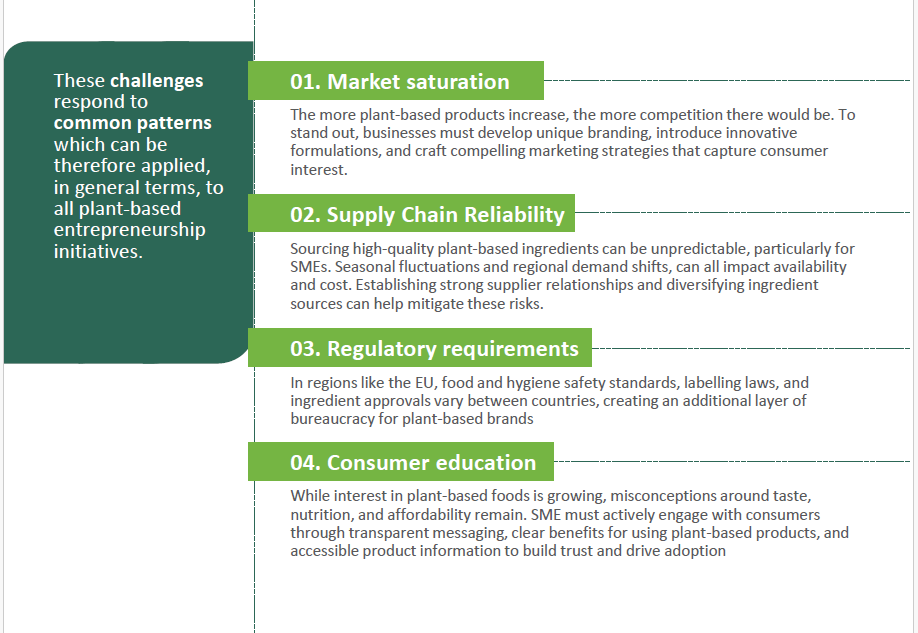 These challenges
respond to
common patterns
which can be
therefore applied,
in general terms, to
all plant-based
entrepreneurship
initiatives.
01. Market saturation
The more plant-based products increase, the more competition there would be. To
stand out, businesses must develop unique branding, introduce innovative
formulations, and craft compelling marketing strategies that capture consumer
interest.
02. Supply Chain Reliability
Sourcing high-quality plant-based ingredients can be unpredictable, particularly for
SMEs. Seasonal fluctuations and regional demand shifts, can all impact availability
and cost. Establishing strong supplier relationships and diversifying ingredient
sources can help mitigate these risks.
03. Regulatory requirements
In regions like the EU, food and hygiene safety standards, labelling laws, and
ingredient approvals vary between countries, creating an additional layer of
bureaucracy for plant-based brands
04. Consumer education
While interest in plant-based foods is growing, misconceptions around taste,
nutrition, and affordability remain. SME must actively engage with consumers
through transparent messaging, clear benefits for using plant-based products, and
accessible product information to build trust and drive adoption